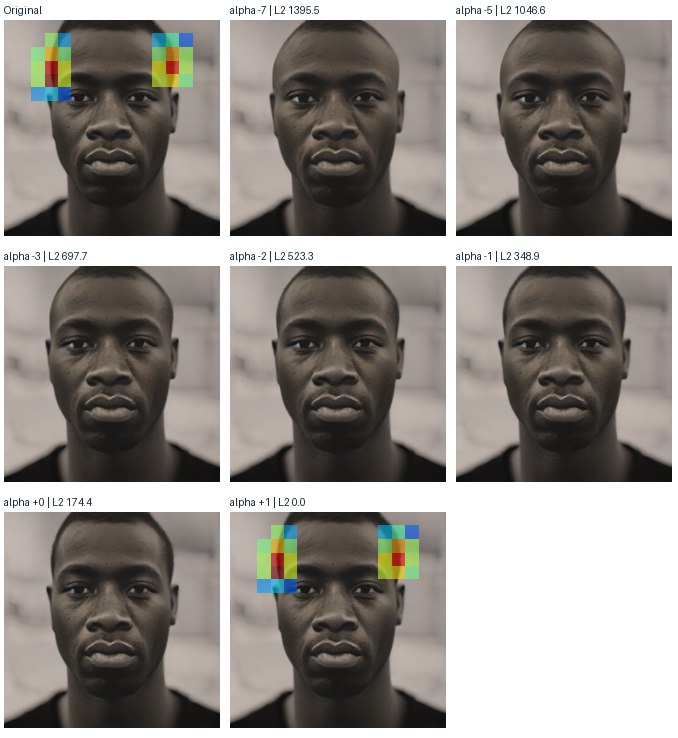 Original
alpha -7 | L2 1395.5
alpha -5 | L2 1046.6
alpha -3 | L2 697.7
alpha -2 | L2 523.3
alpha -1 | L2 348.9
alpha +0 | L2 174.4
alpha +1 | L2 0.0